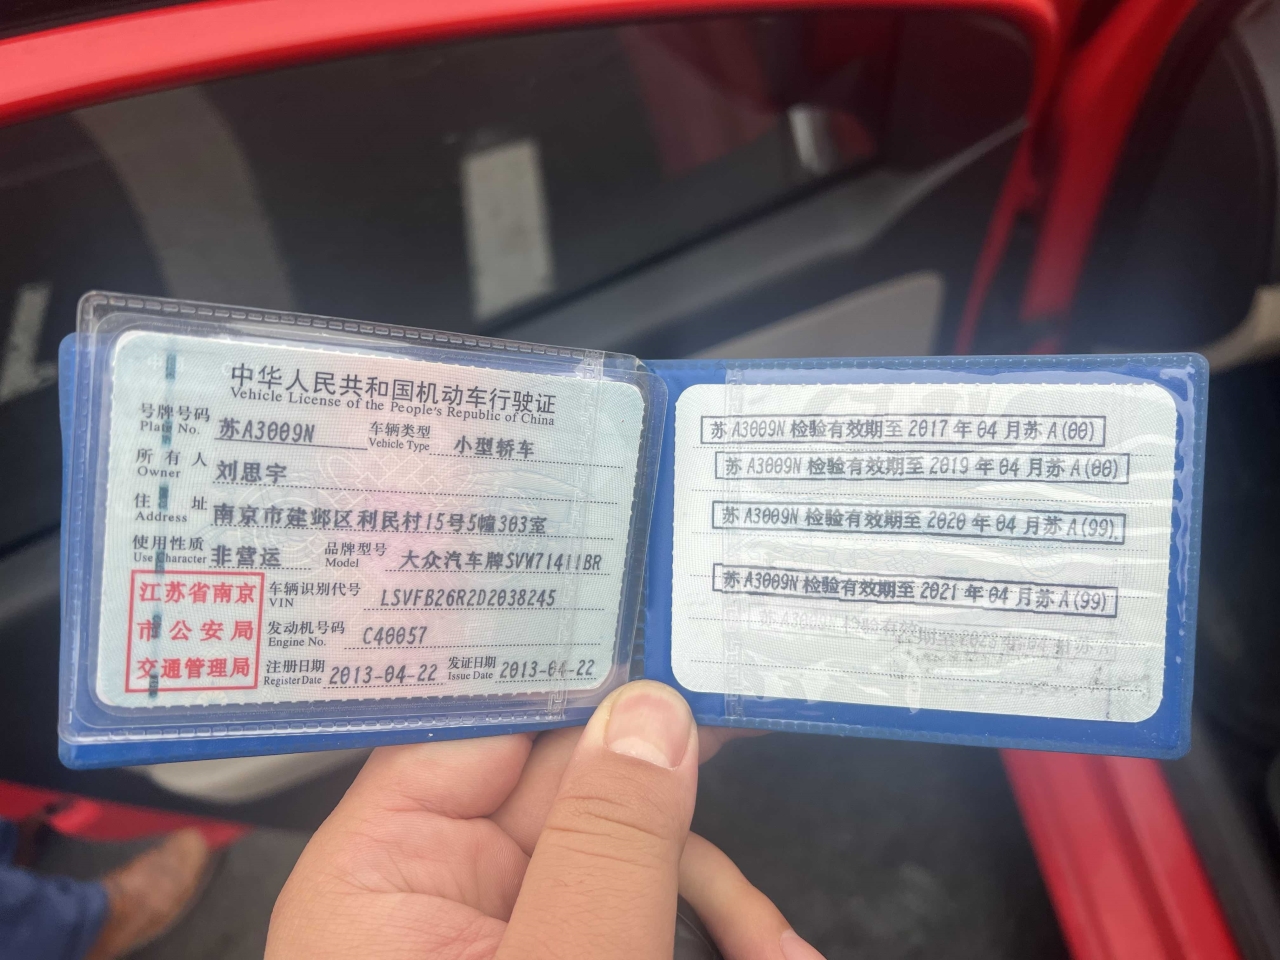 中华人民共和国机动车行驶证
Vehicle License of the People's Republic of China
号牌号码 苏A3009N 车辆类型 小型轿车
Plate No. Vehicle Type
所有人 刘思宇
Owner
住址 南京市建邺区利民村15号5幢303室
Address
使用性质 非营运 品牌型号 大众汽车牌SVW71411BR
Use Character Model
江苏省南京
市公安局
交通管理局
车辆识别代号 LSVFB26R2D2038245
VIN
发动机号码 C40057
Engine No.
注册日期 2013-04-22 发证日期 2013-04-22
Register Date Issue Date
苏A3009N 检验有效期至 2017 年 04 月苏A(00)
苏A3009N 检验有效期至 2019 年 04 月苏A(00)
苏A3009N 检验有效期至 2020 年 04 月苏A(99)
苏A3009N 检验有效期至 2021 年 04 月苏A(99)